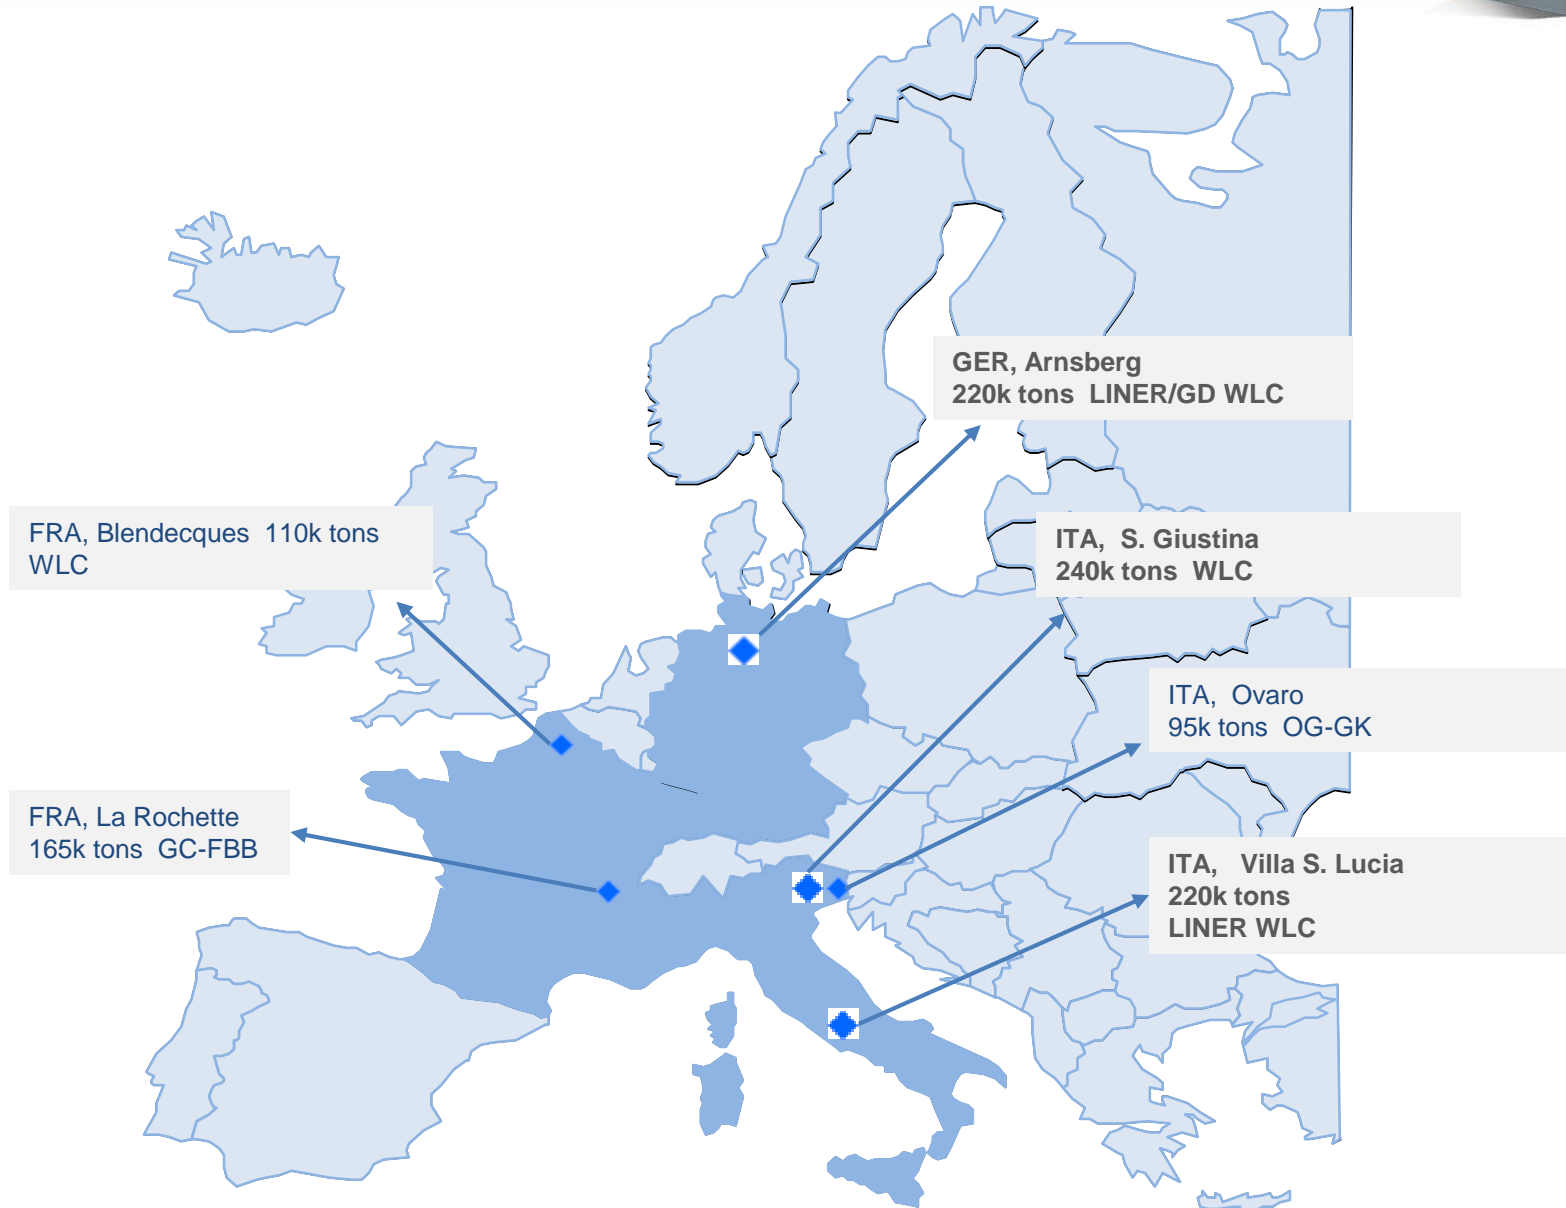 GER, Arnsberg
220k tons LINER/GD WLC
FRA, Blendecques 110k tons
WLC
ITA, S. Giustina
240k tons WLC
ITA, Ovaro
95k tons OG-GK
FRA, La Rochette
165k tons GC-FBB
ITA, Villa S. Lucia
220k tons
LINER WLC